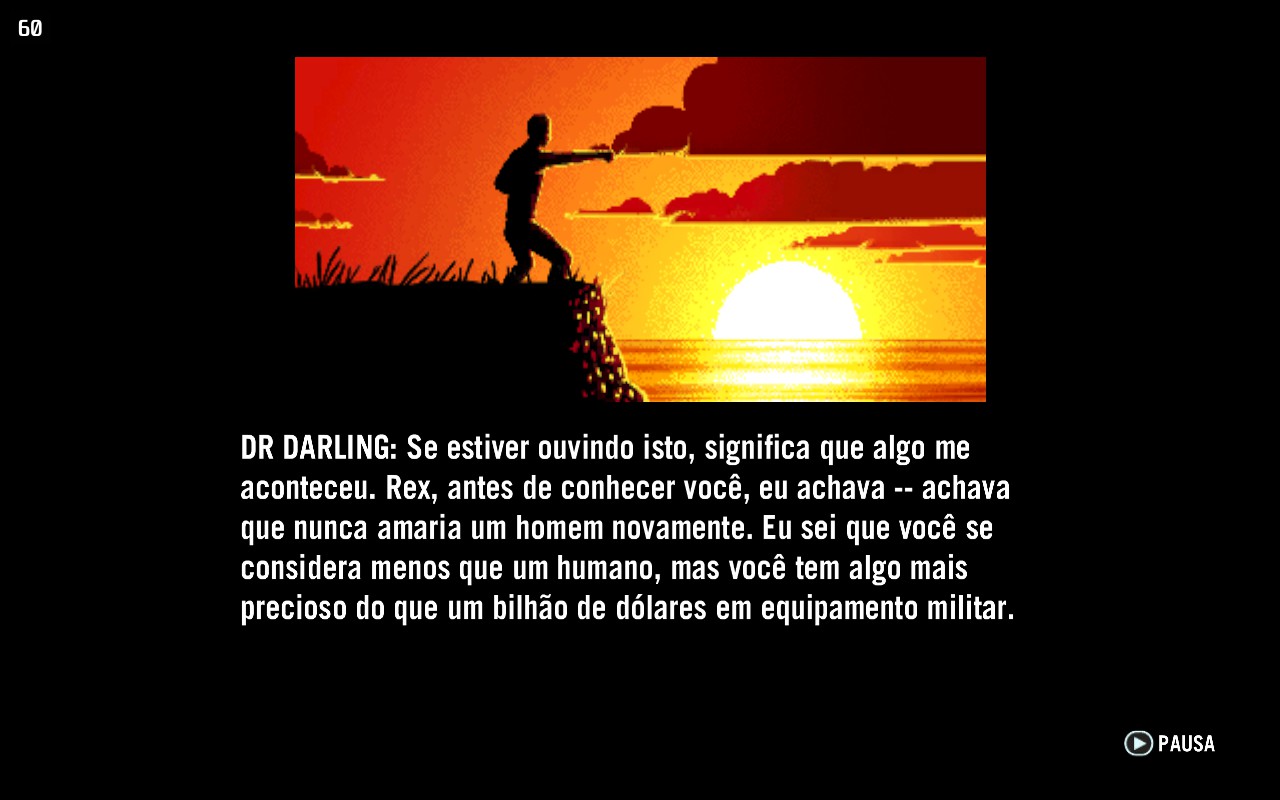 60
DR DARLING: Se estiver ouvindo isto, significa que algo me
aconteceu. Rex, antes de conhecer você, eu achava -- achava
que nunca amaria um homem novamente. Eu sei que você se
considera menos que um humano, mas você tem algo mais
precioso do que um bilhão de dólares em equipamento militar.
PAUSA